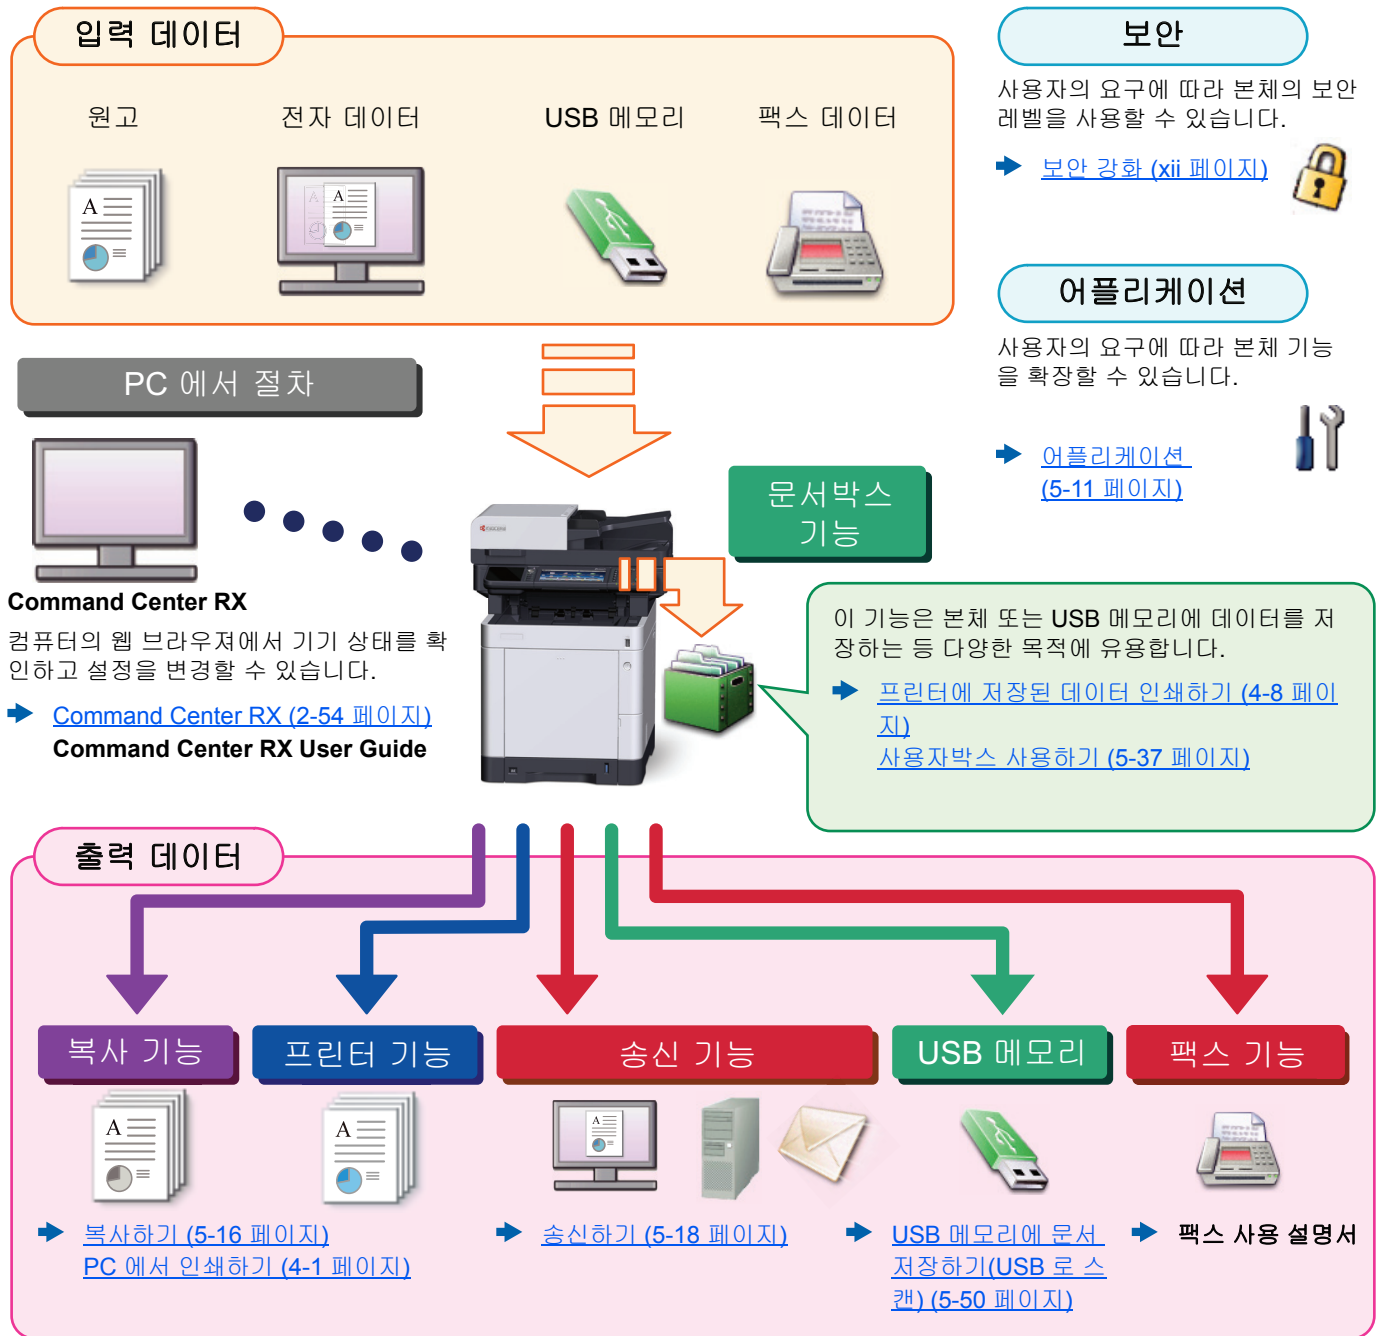 입력 데이터
원고
전자 데이터
USB 메모리
팩스 데이터
보안
사용자의 요구에 따라 본체의 보안
레벨을 사용할 수 있습니다.
보안 강화 (xii 페이지)
어플리케이션
사용자의 요구에 따라 본체 기능
을 확장할 수 있습니다.
어플리케이션
(5-11 페이지)
PC 에서 절차
Command Center RX
컴퓨터의 웹 브라우져에서 기기 상태를 확
인하고 설정을 변경할 수 있습니다.
Command Center RX (2-54 페이지)
Command Center RX User Guide
문서박스
기능
이 기능은 본체 또는 USB 메모리에 데이터를 저
장하는 등 다양한 목적에 유용합니다.
프린터에 저장된 데이터 인쇄하기 (4-8 페이
지)
사용자박스 사용하기 (5-37 페이지)
출력 데이터
복사 기능
프린터 기능
송신 기능
USB 메모리
팩스 기능
A
A
A
복사하기 (5-16 페이지)
PC 에서 인쇄하기 (4-1 페이지)
송신하기 (5-18 페이지)
USB 메모리에 문서
저장하기(USB 로 스
캔) (5-50 페이지)
팩스 사용 설명서